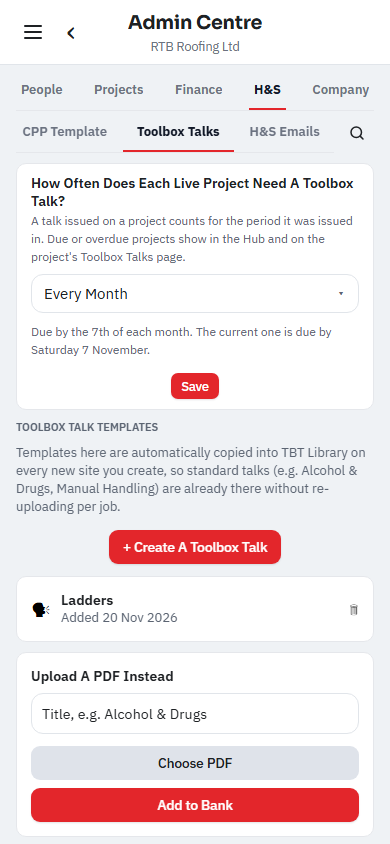 Admin Centre
RTB Roofing Ltd
People Projects Finance H&S Company
CPP Template Toolbox Talks H&S Emails
How Often Does Each Live Project Need A Toolbox
Talk?
A talk issued on a project counts for the period it was issued
in. Due or overdue projects show in the Hub and on the
project's Toolbox Talks page.
Every Month
Due by the 7th of each month. The current one is due by
Saturday 7 November.
Save
TOOLBOX TALK TEMPLATES
Templates here are automatically copied into TBT Library on
every new site you create, so standard talks (e.g. Alcohol &
Drugs, Manual Handling) are already there without re-
uploading per job.
+ Create A Toolbox Talk
Ladders
Added 20 Nov 2026
Upload A PDF Instead
Title, e.g. Alcohol & Drugs
Choose PDF
Add to Bank